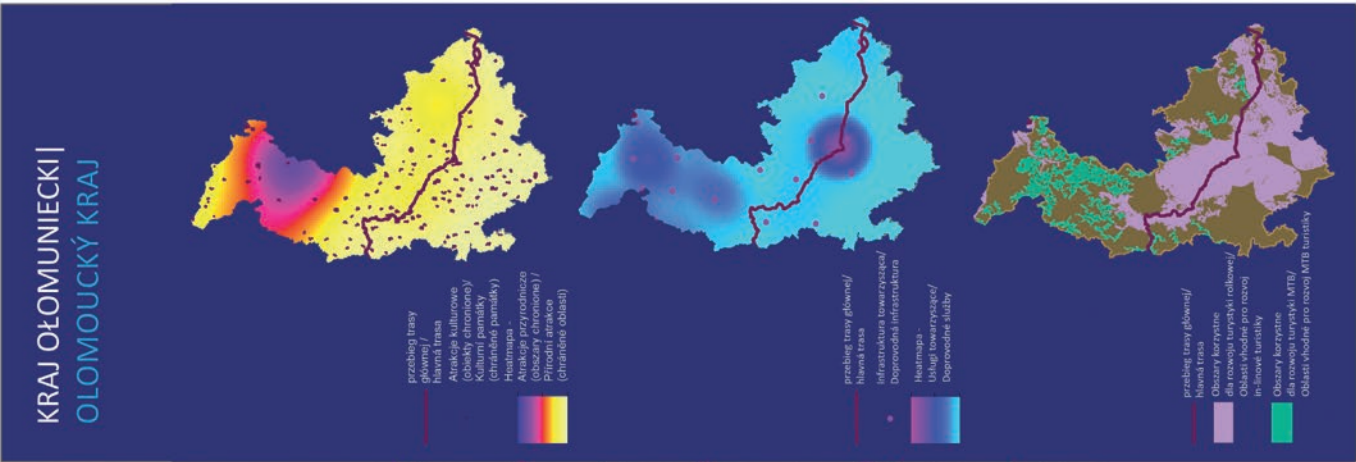 KRAJ OŁOMUNIECKI|
OLOMOUCKÝ KRAJ
przebieg trasy
głównej /
hlavná trasa
Atrakcje kulturowe
(obiekty chronione)/
Kulturní památky
(chráněné památky)
Heatmapa -
Atrakcje przyrodnicze
(obszary chronione) /
Přírodní atrakce
(chráněné oblasti)
przebieg trasy głównej/
hlavná trasa
Infrastruktura towarzysząca/
Doprovodná infrastruktura
Heatmapa -
Usługi towarzyszące/
Doprovodné služby
przebieg trasy głównej/
hlavná trasa
Obszary korzystne
dla rozwoju turystyki rolkowej/
Oblasti vhodné pro rozvoj
in-linové turistiky
Obszary korzystne
dla rozwoju turystyki MTB/
Oblasti vhodné pro rozvoj MTB turistiky